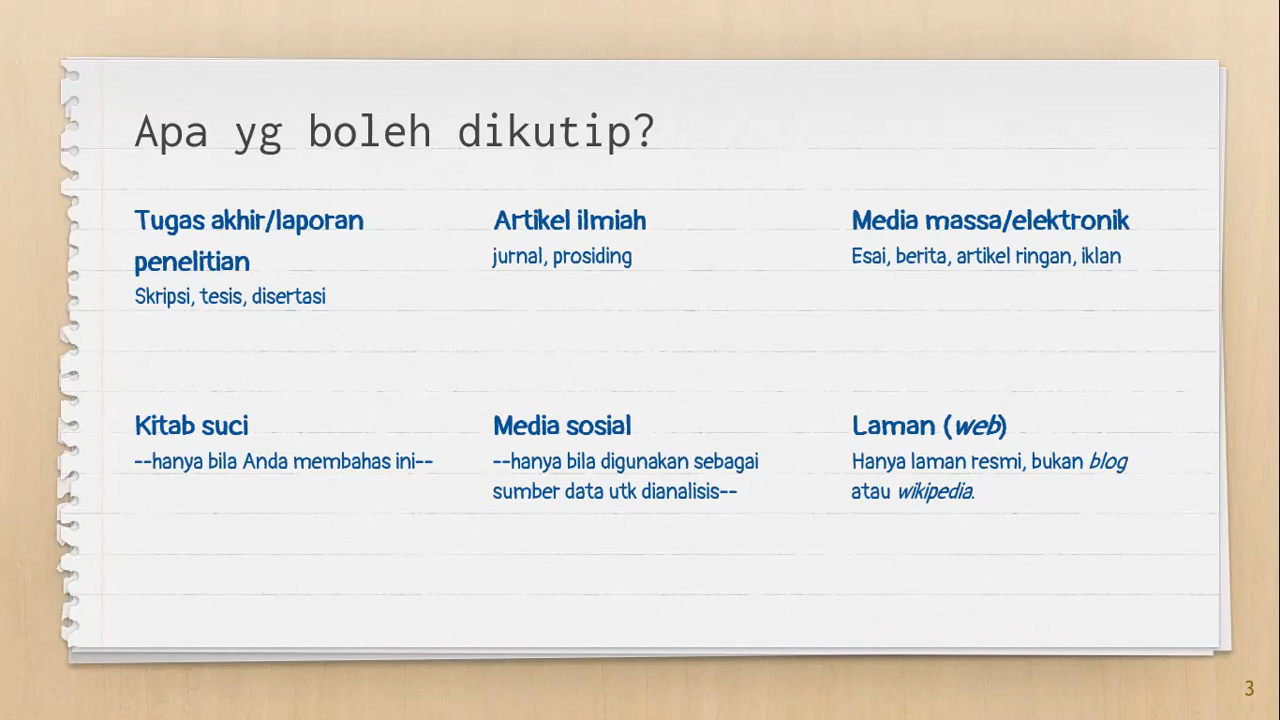 Apa yg boleh dikutip?
Tugas akhir/laporan
penelitian
Skripsi, tesis, disertasi
Artikel ilmiah
jurnal, prosiding
Media massa/elektronik
Esai, berita, artikel ringan, iklan
Kitab suci
--hanya bila Anda membahas ini--
Media sosial
--hanya bila digunakan sebagai
sumber data utk dianalisis--
Laman (web)
Hanya laman resmi, bukan blog
atau wikipedia.
3